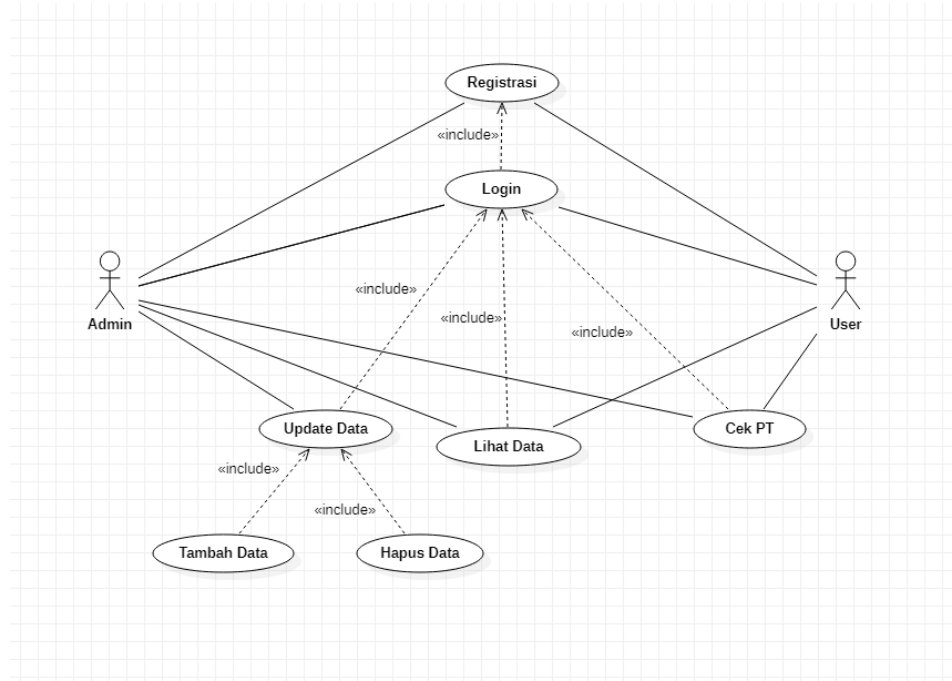 Registrasi
«include»
Login
«include»
«include»
«include»
Admin
User
Update Data
Lihat Data
Cek PT
«include»
«include»
Tambah Data
Hapus Data